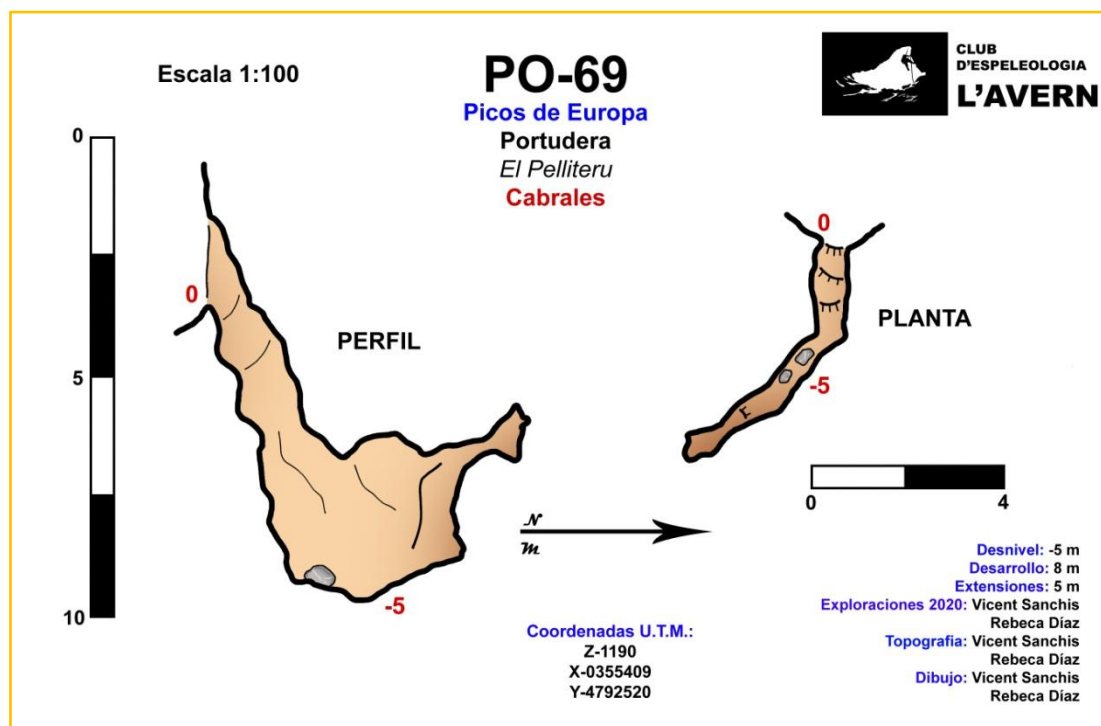 Escala 1:100
PO-69
Picos de Europa
Portudera
El Pelliteru
Cabrales
CLUB
D'ESPELEOLOGIA
L'AVERN
0
5
10
0
PERFIL
-5
0
PLANTA
-5
0
4
N
m
Coordenadas U.T.M.:
Z-1190
X-0355409
Y-4792520
Desnivel: -5 m
Desarrollo: 8 m
Extensiones: 5 m
Exploraciones 2020: Vicent Sanchis
Rebeca Díaz
Topografia: Vicent Sanchis
Rebeca Díaz
Dibujo: Vicent Sanchis
Rebeca Díaz